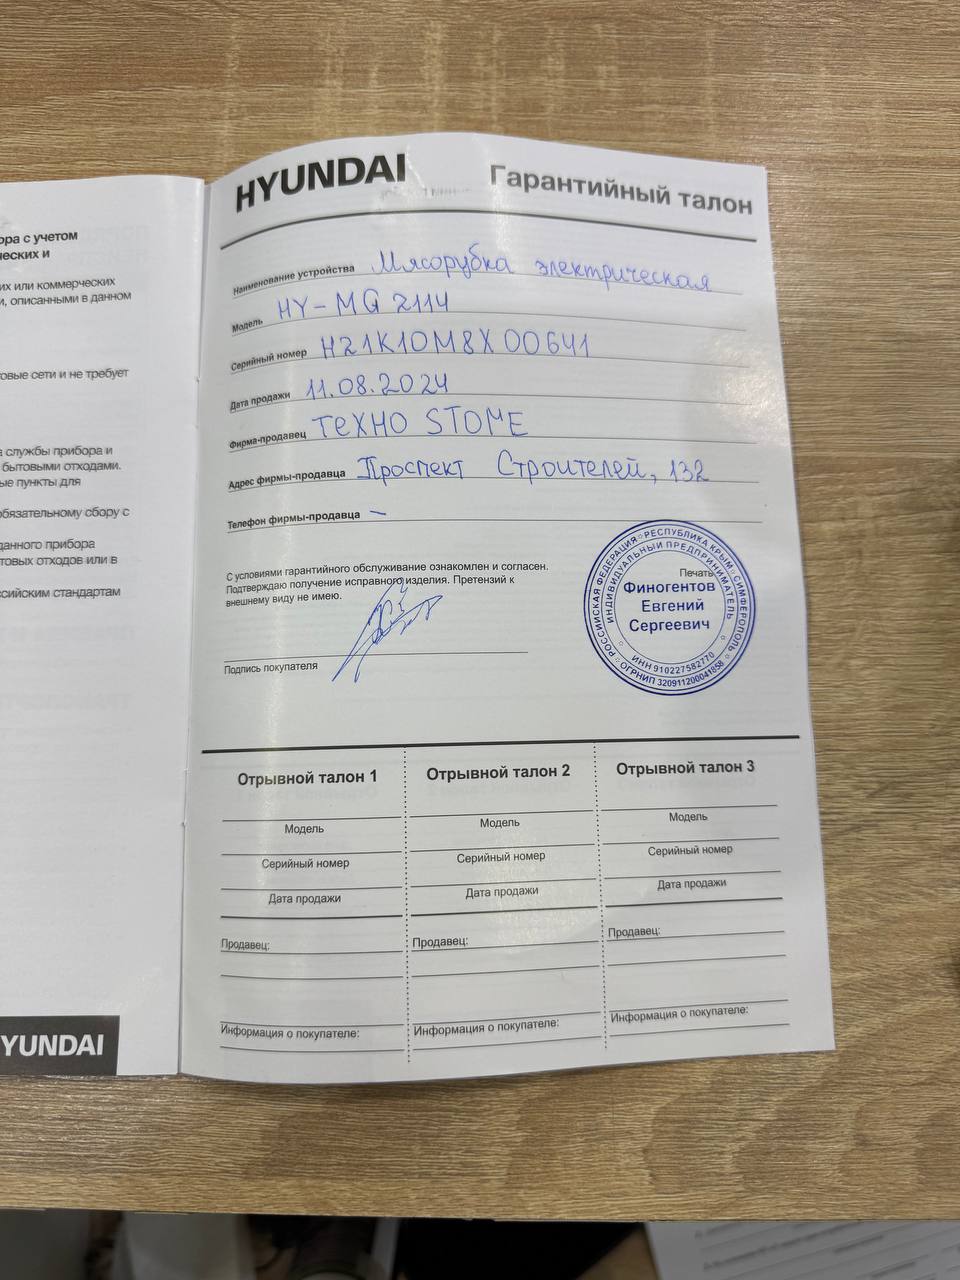 ора с учетом
ческих и
их или коммерческих
и, описанными в данном
товые сети и не требует
а службы прибора и
бытовыми отходами.
ые пункты для
обязательному сбору с
данного прибора
товых отходов или в
ссийским стандартам
YUNDAI
HYUNDAI
Гарантийный талон
Наименование устройства Мясорубка электрическая
Модель HY-MG 2114
Серийный номер H21K10M8X00641
Дата продажи 11.08.2024
Фирма-продавец ТЕХНО STOME
Адрес фирмы-продавца Проспект Строителей, 132
Телефон фирмы-продавца –
С условиями гарантийного обслуживание ознакомлен и согласен.
Подтверждаю получение исправного изделия. Претензий к
внешнему виду не имею.
Подпись покупателя
Печать
РОССИЙСКАЯ ФЕДЕРАЦИЯ РЕСПУБЛИКА КРЫМ СИМФЕРОПОЛЬ
ИНДИВИДУАЛЬНЫЙ ПРЕДПРИНИМАТЕЛЬ
Финогентов
Евгений
Сергеевич
ИНН 910227582770
ОГРНИП 320911200041858
Отрывной талон 1
Модель
Серийный номер
Дата продажи
Продавец:
Информация о покупателе:
Отрывной талон 2
Модель
Серийный номер
Дата продажи
Продавец:
Информация о покупателе:
Отрывной талон 3
Модель
Серийный номер
Дата продажи
Продавец:
Информация о покупателе: